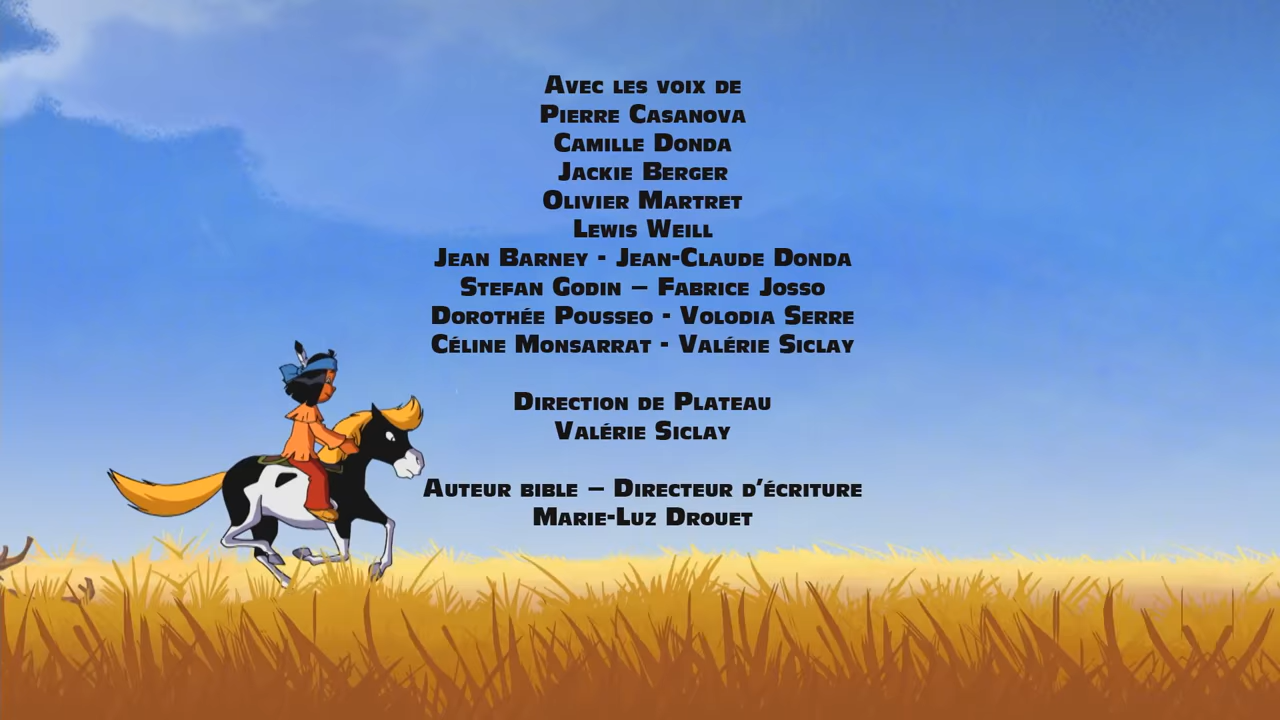 Avec les voix de
Pierre Casanova
Camille Donda
Jackie Berger
Olivier Martret
Lewis Weill
Jean Barney - Jean-Claude Donda
Stefan Godin – Fabrice Josso
Dorothée Pousseo - Volodia Serre
Céline Monsarrat - Valérie Siclay
Direction de Plateau
Valérie Siclay
Auteur bible – Directeur d'écriture
Marie-Luz Drouet